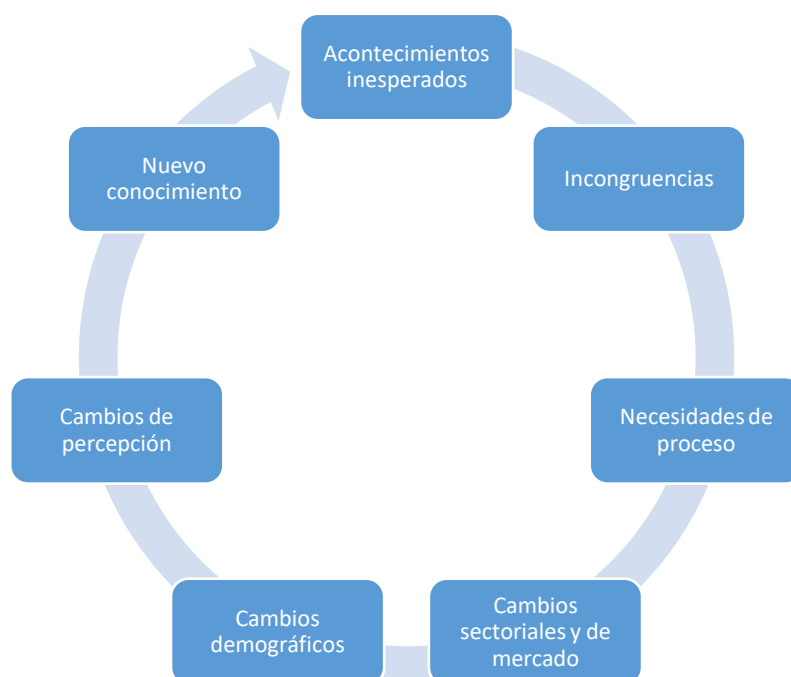 Acontecimientos
inesperados
Incongruencias
Necesidades de
proceso
Cambios
sectoriales y de
mercado
Cambios
demográficos
Cambios de
percepción
Nuevo
conocimiento